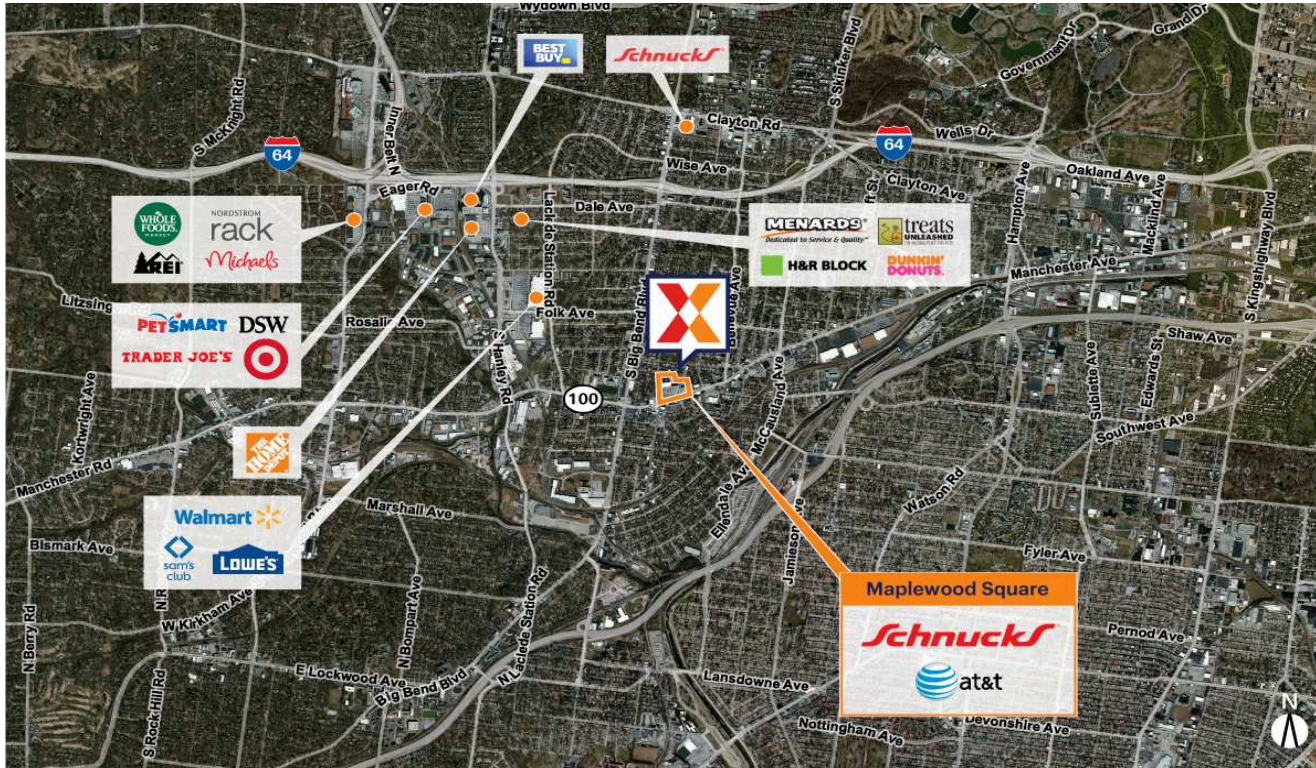 Wydown Blvd
Grand Dr
Government Dr
S Skinker Blvd
BEST
BUY
Schnucks
S McKnight Rd
Inner Belt N
Clayton Rd
64
64
Wells Dr
Wise Ave
Oakland Ave
Eager Rd
Clayton Ave
Hampton Ave
Mackind Ave
S Kingshighway Blvd
Laclede Station Rd
Dale Ave
WHOLE
FOODS
MARKET
NORDSTROM
rack
REI
Michaels
MENARDS®
Dedicated to Service & Quality™
treats
UNLEASHED
H&R BLOCK
DUNKIN'
DONUTS.
Manchester Ave
S Big Bend Blvd
Bellevue Ave
Folk Ave
Rosalie Ave
PETSMART
DSW
TRADER JOE'S
S Hanley Rd
Shaw Ave
Sublette Ave
Edwards St
100
McCausland Ave
Southwest Ave
Kortwright Ave
Manchester Rd
THE
HOME
DEPOT
Ellendale Ave
Jamieson Ave
Watson Rd
Marshall Ave
Walmart
sam's
club
LOWE'S
Bismark Ave
Fyler Ave
Maplewood Square
Schnucks
at&t
W Kirkham Ave
N Berry Rd
N Bompart Ave
N Laclede Station Rd
Pernod Ave
E Lockwood Ave
Big Bend Blvd
Lansdowne Ave
S Rock Hill Rd
Nottingham Ave
Devonshire Ave
N